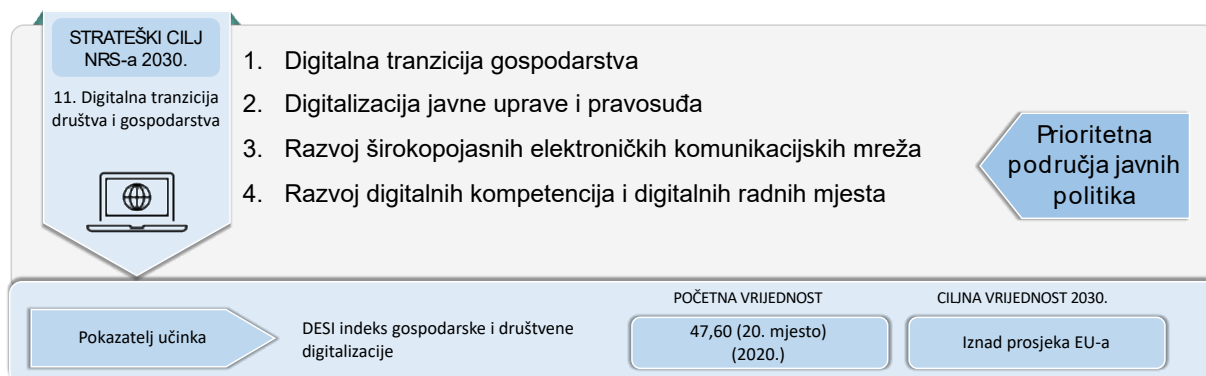 STRATEŠKI CILJ
NRS-a 2030.
11. Digitalna tranzicija
društva i gospodarstva
1. Digitalna tranzicija gospodarstva
2. Digitalizacija javne uprave i pravosuđa
3. Razvoj širokopojasnih elektroničkih komunikacijskih mreža
4. Razvoj digitalnih kompetencija i digitalnih radnih mjesta
Prioritetna
područja javnih
politika
Pokazatelj učinka
DESI indeks gospodarske i društvene
digitalizacije
POČETNA VRIJEDNOST
47,60 (20. mjesto)
(2020.)
CILJNA VRIJEDNOST 2030.
Iznad prosjeka EU-a